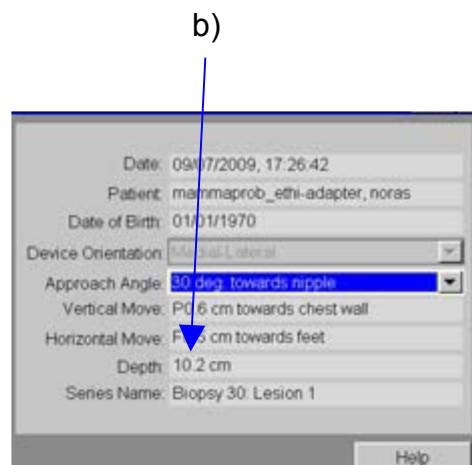 b)
Date: 09/07/2009, 17:26:42
Patient: mammaprob_ethi-adapter, noras
Date of Birth: 01/01/1970
Device Orientation: Medial-Lateral
Approach Angle: 30 deg. towards nipple
Vertical Move: P0.6 cm towards chest wall
Horizontal Move: cm towards feet
Depth: 10.2 cm
Series Name: Biopsy 30: Lesion 1
Help